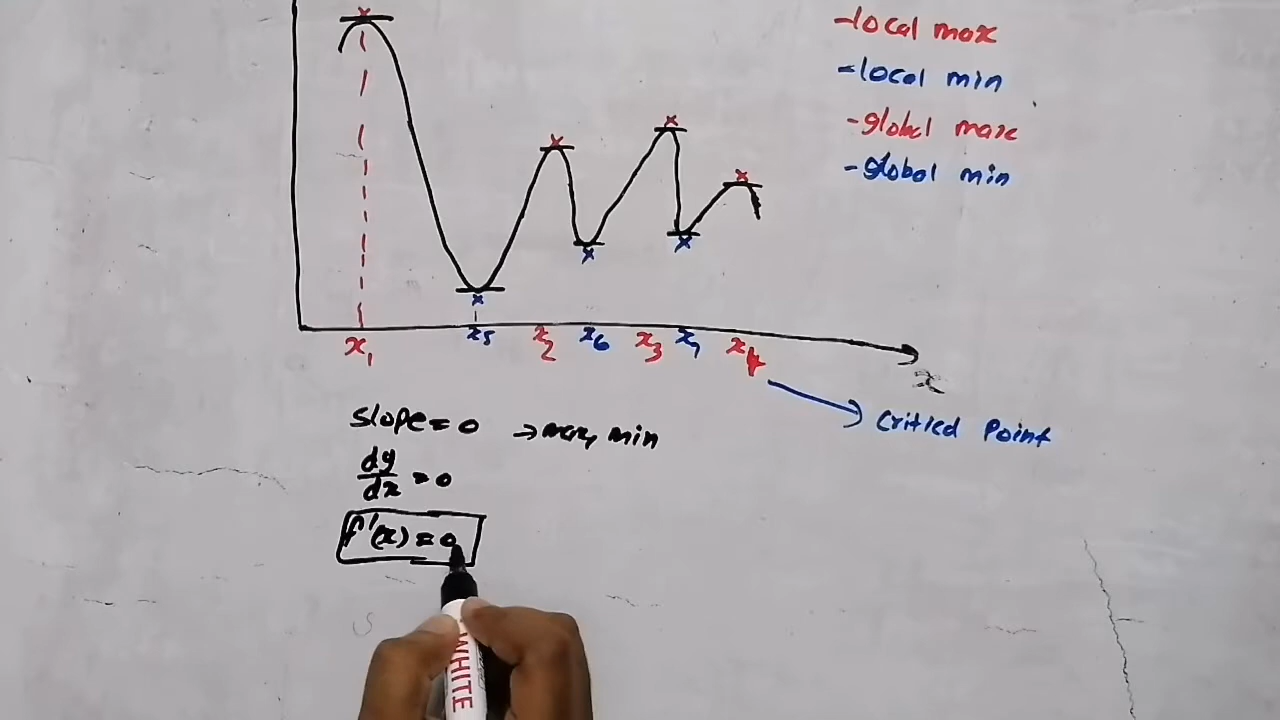 -local max
-local min
-global max
-global min
x₁ x₅ x₂ x₆ x₃ x₇ x₄
x
critical Point
slope = 0 → max, min
dy/dx = 0
f'(x) = 0
WHITE